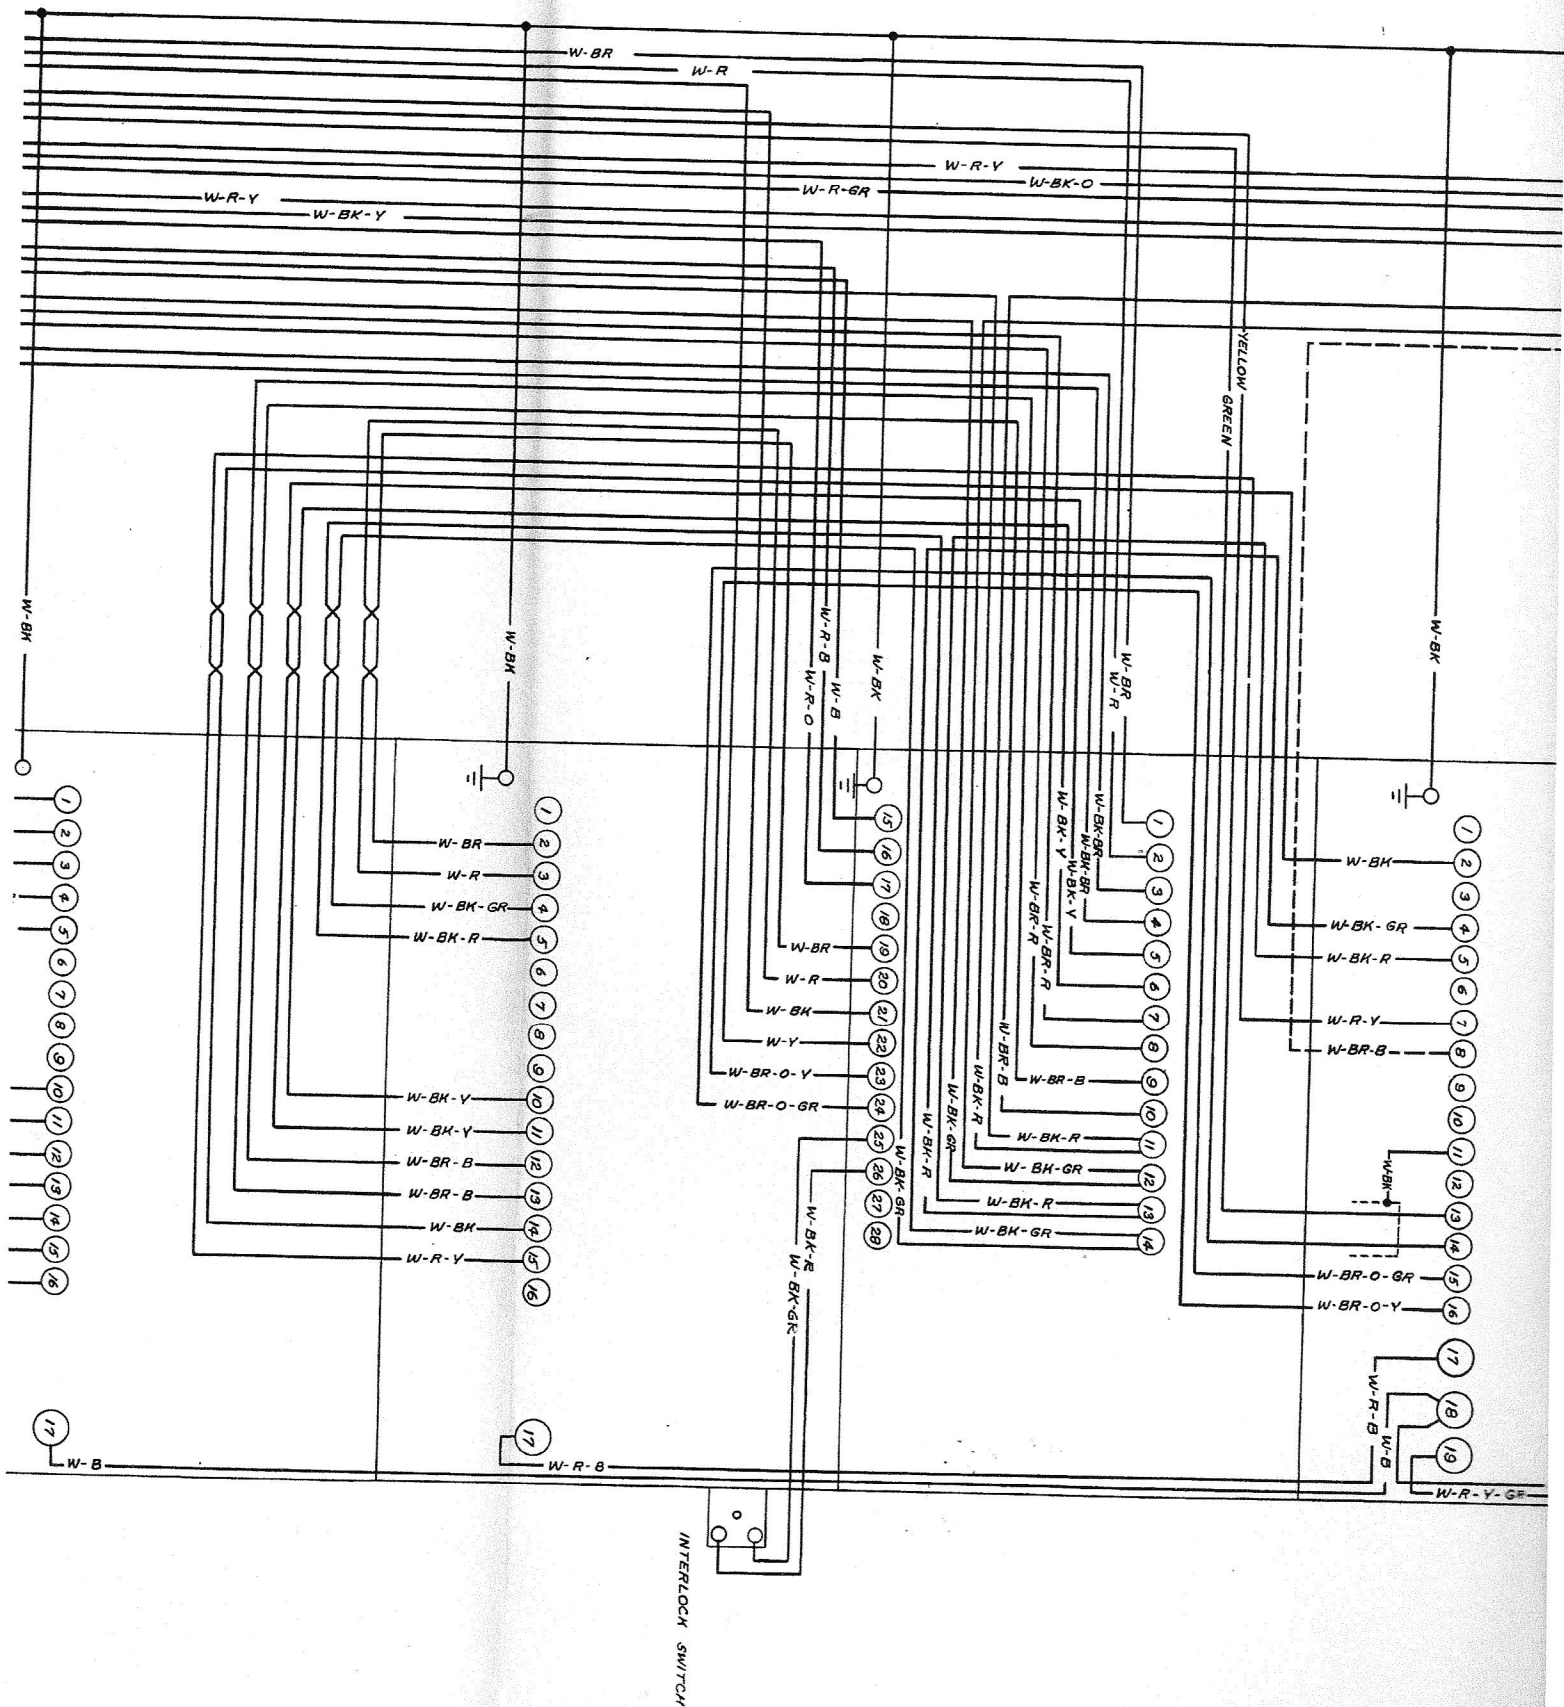 W-BR
W-R
W-R-Y
W-BK-O
W-R-GR
W-R-Y
W-BK-Y
YELLOW
GREEN
W-BK
W-BK
W-R-B
W-R-O
W-B
W-BK
W-BR
W-R
W-BK
1
2
3
4
5
6
7
8
9
10
11
12
13
14
15
16
17
W-B
W-BR
W-R
W-BK-GR
W-BK-R
W-BK-Y
W-BK-Y
W-BR-B
W-BR-B
W-BK
W-R-Y
1
2
3
4
5
6
7
8
9
10
11
12
13
14
15
16
17
W-R-B
W-BR
W-R
W-BK
W-Y
W-BR-O-Y
W-BR-O-GR
15
16
17
18
19
20
21
22
23
24
25
26
27
28
W-BK-R
W-BK-GR
W-BK-GR
W-BK-R
W-BK-GR
W-BK-R
W-BR-B
W-BR-R
W-BR-R
W-BK-Y
W-BK-Y
W-BK-BR
W-BK-BR
W-BR-B
W-BK-R
W-BK-GR
W-BK-R
W-BK-GR
1
2
3
4
5
6
7
8
9
10
11
12
13
14
W-BK
W-BK-GR
W-BK-R
W-R-Y
W-BR-B
W-BK
W-BR-O-GR
W-BR-O-Y
1
2
3
4
5
6
7
8
9
10
11
12
13
14
15
16
17
18
19
W-R-B
W-B
W-R-Y-GR
INTERLOCK SWITCH